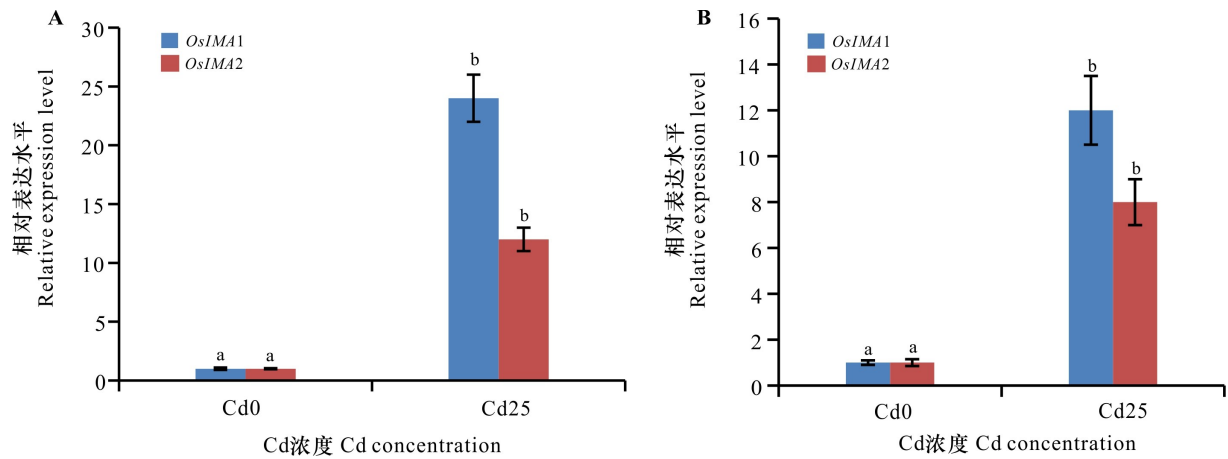 A
相对表达水平
Relative expression level
30
25
20
15
10
5
0
OsIMA1
OsIMA2
a
a
b
b
Cd0
Cd25
Cd浓度 Cd concentration
B
相对表达水平
Relative expression level
16
14
12
10
8
6
4
2
0
OsIMA1
OsIMA2
a
a
b
b
Cd0
Cd25
Cd浓度 Cd concentration